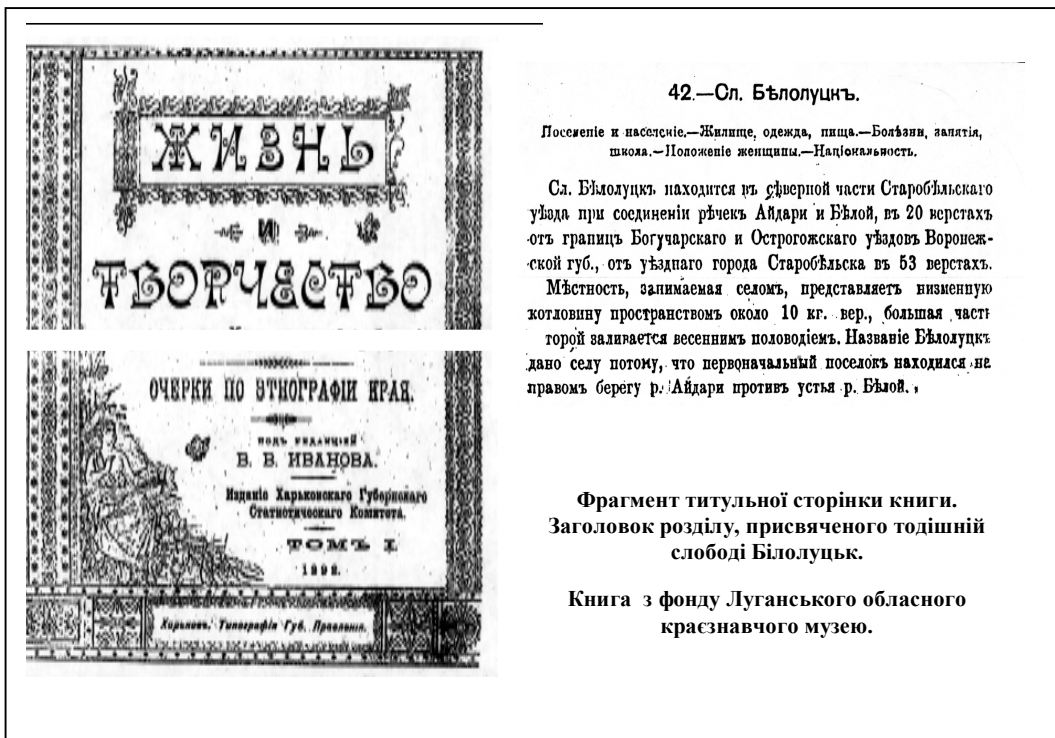 ЖИЗНЬ
И
ТВОРЧЕСТВО
ОЧЕРКИ ПО ЭТНОГРАФІИ КРАЯ.
ПОДЪ РЕДАКЦІЕЙ
В. В. ИВАНОВА.
Изданіе Харьковскаго Губернскаго
Статистическаго Комитета.
ТОМЪ I
1898.
Харьковъ. Типографія Губ. Правленія.
42.—Сл. Бѣлолуцкъ.
Поселеніе и населеніе.—Жилище, одежда, пища.—Болѣзни, занятія,
школа.—Положеніе женщины.—Національность.
Сл. Бѣлолуцкъ находится въ сѣверной части Старобѣльскаго
уѣзда при соединеніи рѣчекъ Айдари и Бѣлой, въ 20 верстахъ
отъ границъ Богучарскаго и Острогожскаго уѣздовъ Воронеж-
ской губ., отъ уѣзднаго города Старобѣльска въ 53 верстахъ.
Мѣстность, занимаемая селомъ, представляетъ низменную
котловину пространствомъ около 10 кг. вер., большая част
торой заливается весеннимъ половодіемъ. Названіе Бѣлолуцкъ
дано селу потому, что первоначальный поселокъ находился на
правомъ берегу р. Айдари противъ устья р. Бѣлой.
Фрагмент титульної сторінки книги.
Заголовок розділу, присвяченого тодішній
слободі Білолуцьк.
Книга з фонду Луганського обласного
краєзнавчого музею.